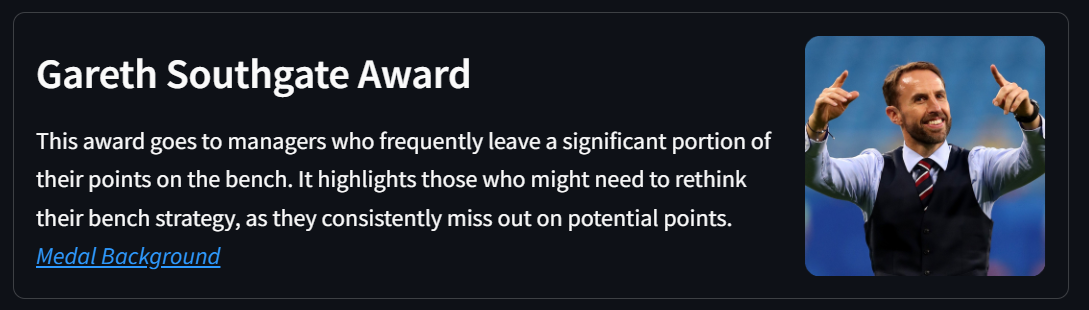 Gareth Southgate Award
This award goes to managers who frequently leave a significant portion of
their points on the bench. It highlights those who might need to rethink
their bench strategy, as they consistently miss out on potential points.
Medal Background